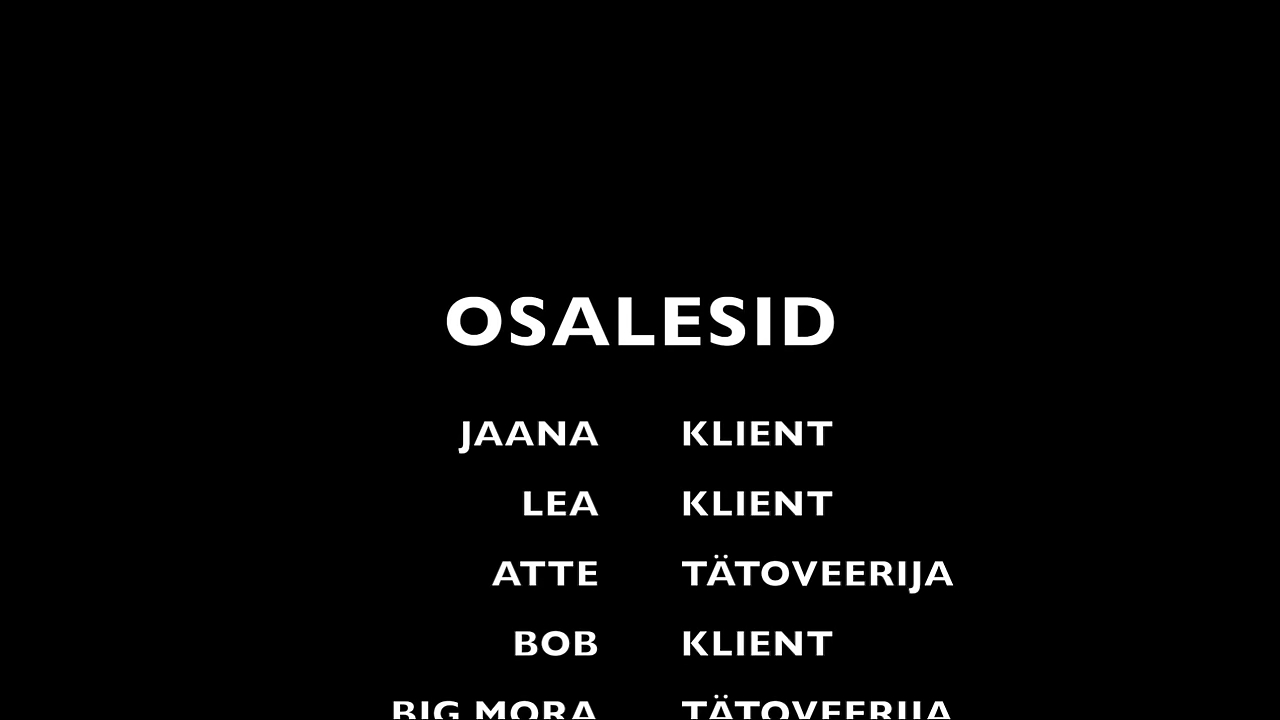 OSALESID
JAANA KLIENT
LEA KLIENT
ATTE TÄTOVEERIJA
BOB KLIENT
BIG MORA TÄTOVEERIJA